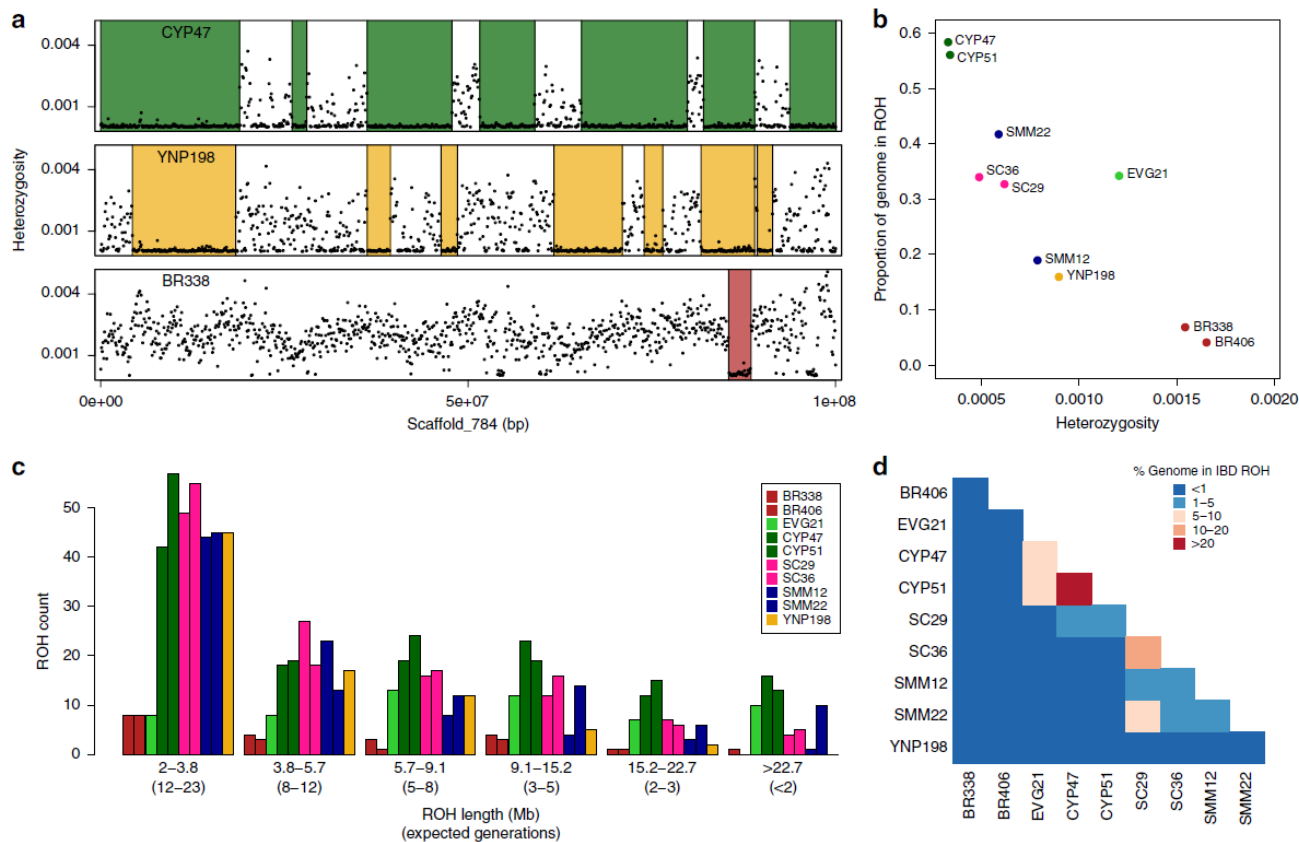 a
CYP47
0.004
0.001
YNP198
0.004
0.001
BR338
0.004
0.001
Heterozygosity
0e+00 5e+07 1e+08
Scaffold_784 (bp)
b
0.6
0.5
0.4
0.3
0.2
0.1
0.0
Proportion of genome in ROH
CYP47
CYP51
SMM22
SC36
SC29
EVG21
SMM12
YNP198
BR338
BR406
0.0005 0.0010 0.0015 0.0020
Heterozygosity
c
50
40
30
20
10
0
ROH count
BR338
BR406
EVG21
CYP47
CYP51
SC29
SC36
SMM12
SMM22
YNP198
2–3.8 3.8–5.7 5.7–9.1 9.1–15.2 15.2–22.7 >22.7
(12–23) (8–12) (5–8) (3–5) (2–3) (<2)
ROH length (Mb)
(expected generations)
d
% Genome in IBD ROH
<1
1–5
5–10
10–20
>20
BR406
EVG21
CYP47
CYP51
SC29
SC36
SMM12
SMM22
YNP198
BR338
BR406
EVG21
CYP47
CYP51
SC29
SC36
SMM12
SMM22